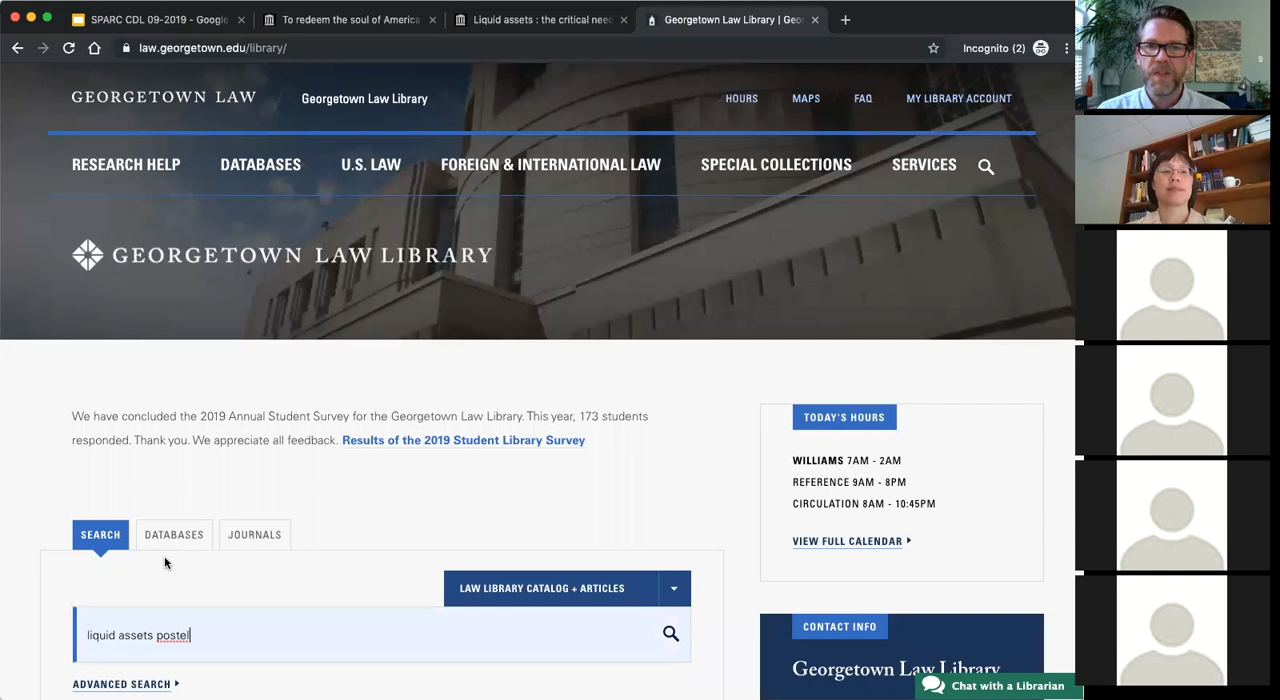 SPARC CDL 09-2019 - Google
To redeem the soul of America
Liquid assets : the critical nee
Georgetown Law Library | Geo
law.georgetown.edu/library/
Incognito (2)
GEORGETOWN LAW
Georgetown Law Library
HOURS
MAPS
FAQ
MY LIBRARY ACCOUNT
RESEARCH HELP
DATABASES
U.S. LAW
FOREIGN & INTERNATIONAL LAW
SPECIAL COLLECTIONS
SERVICES
GEORGETOWN LAW LIBRARY
We have concluded the 2019 Annual Student Survey for the Georgetown Law Library. This year, 173 students
responded. Thank you. We appreciate all feedback. Results of the 2019 Student Library Survey
TODAY'S HOURS
WILLIAMS 7AM - 2AM
REFERENCE 9AM - 8PM
CIRCULATION 8AM - 10:45PM
VIEW FULL CALENDAR
SEARCH
DATABASES
JOURNALS
LAW LIBRARY CATALOG + ARTICLES
liquid assets postel
ADVANCED SEARCH
CONTACT INFO
Georgetown Law Library
Chat with a Librarian